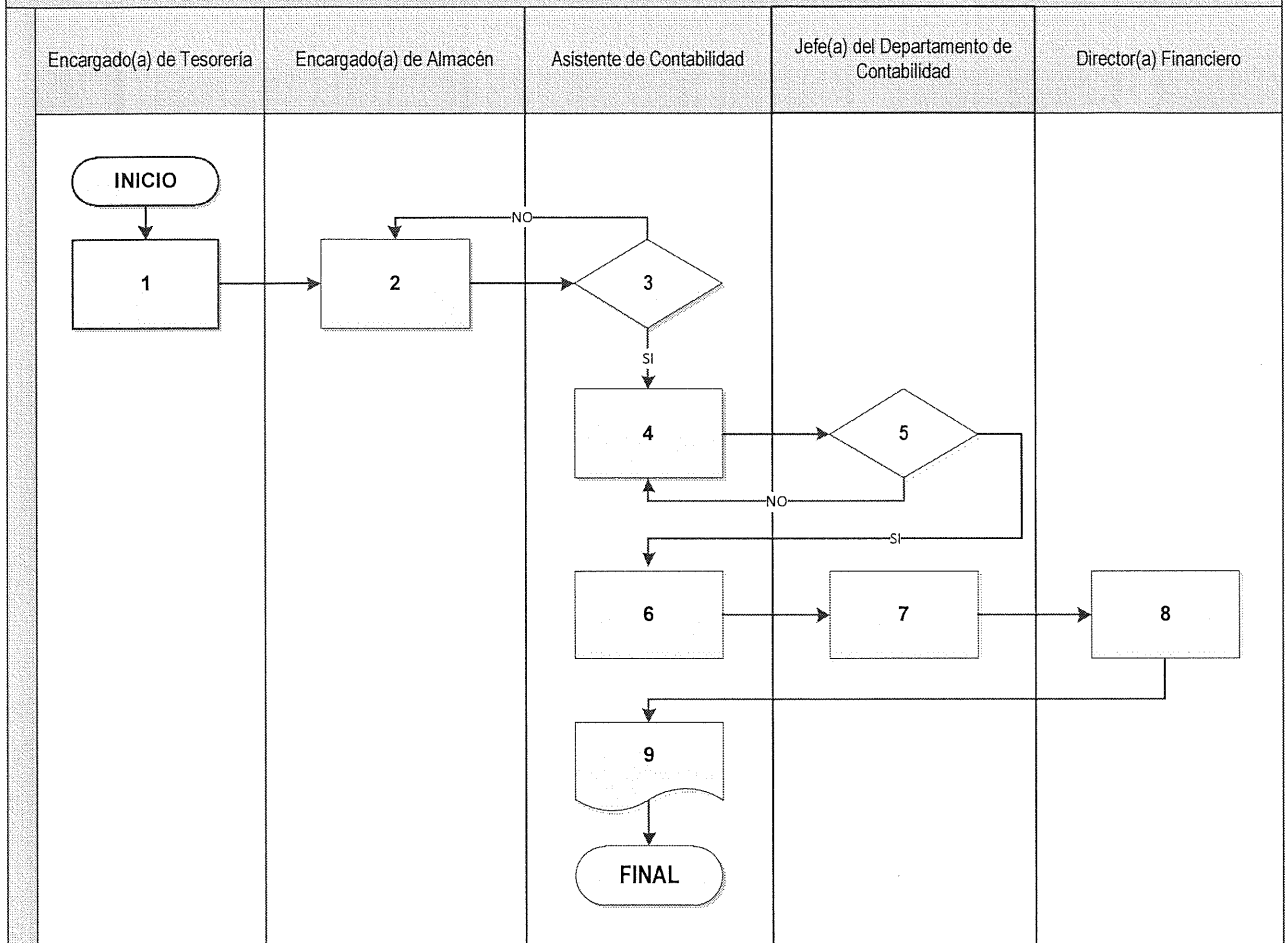 Encargado(a) de Tesorería
Encargado(a) de Almacén
Asistente de Contabilidad
Jefe(a) del Departamento de
Contabilidad
Director(a) Financiero
INICIO
NO
1
2
3
SI
4
5
NO
SI
6
7
8
9
FINAL